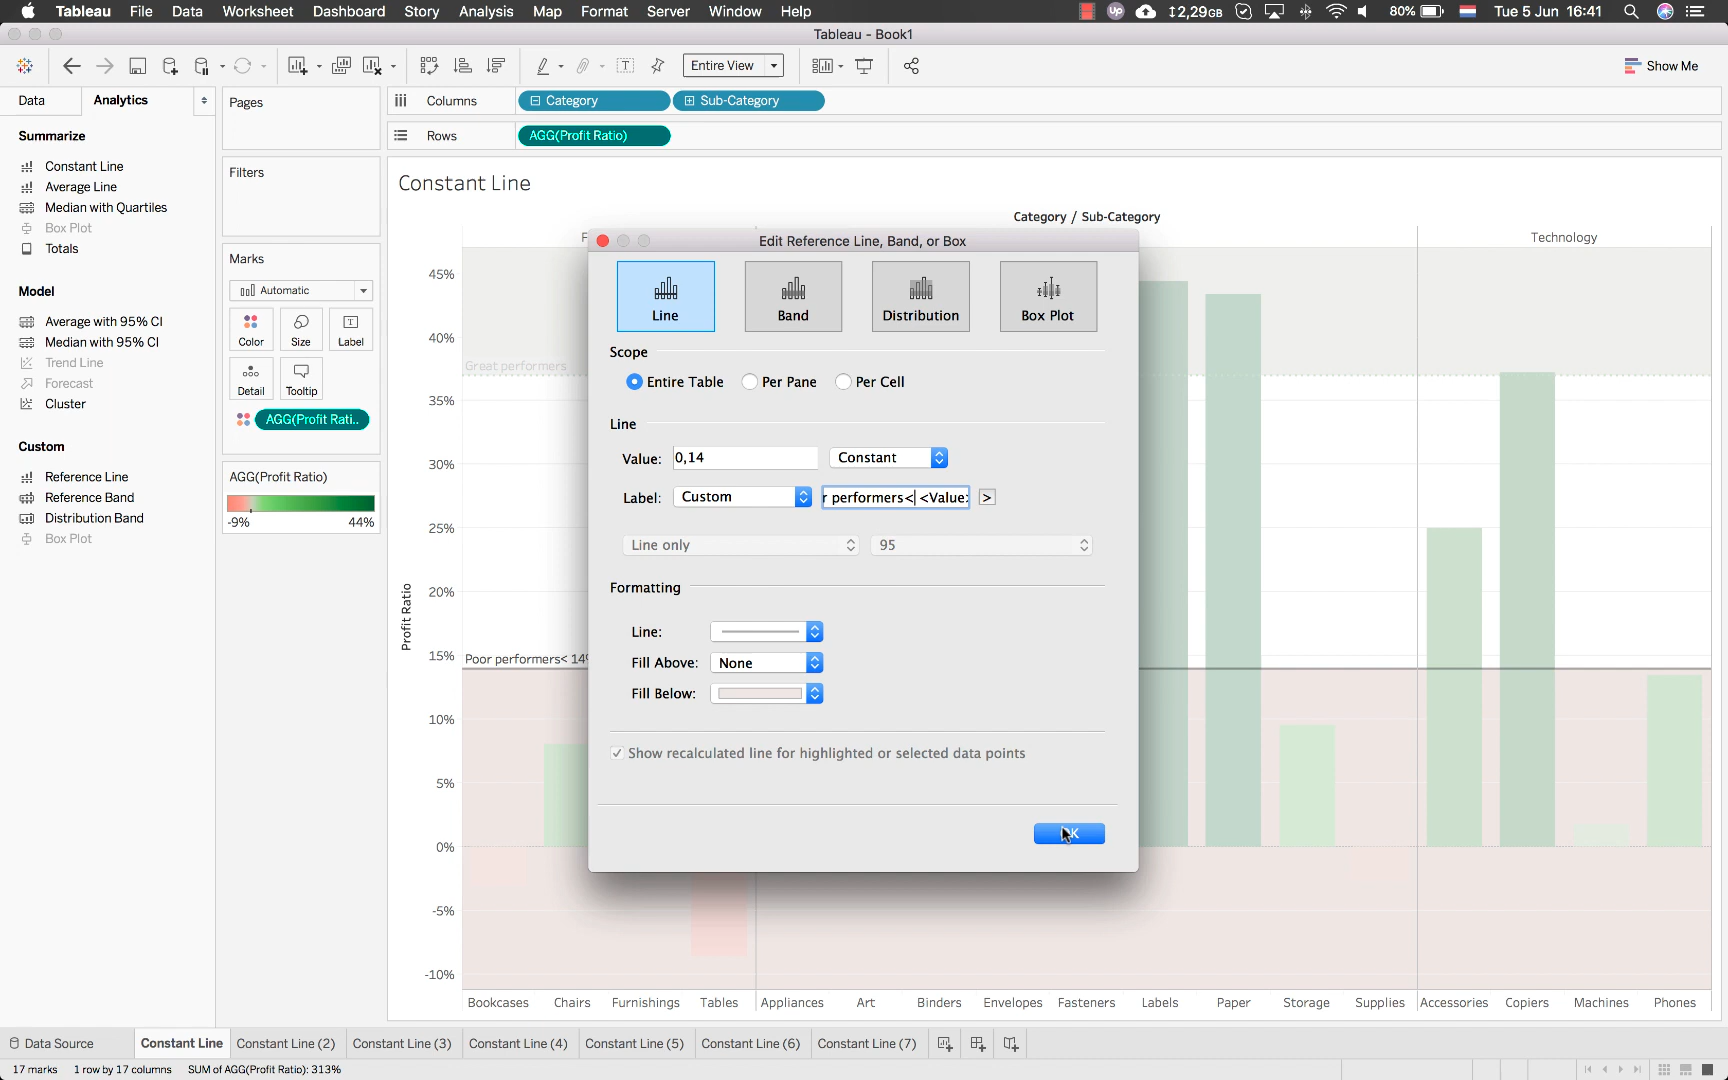 Tableau File Data Worksheet Dashboard Story Analysis Map Format Server Window Help
2,29GB 80% Tue 5 Jun 16:41
Tableau - Book1
Entire View
Show Me
Data Analytics
Pages
Columns Category Sub-Category
Rows AGG(Profit Ratio)
Summarize
Constant Line
Average Line
Median with Quartiles
Box Plot
Totals
Model
Average with 95% CI
Median with 95% CI
Trend Line
Forecast
Cluster
Custom
Reference Line
Reference Band
Distribution Band
Box Plot
Filters
Marks
Automatic
Color Size Label
Detail Tooltip
AGG(Profit Rati..
AGG(Profit Ratio)
-9% 44%
Constant Line
Category / Sub-Category
F Technology
45%
40%
35%
30%
25%
20%
15%
10%
5%
0%
-5%
-10%
Profit Ratio
Great performers
Poor performers< 14%
Edit Reference Line, Band, or Box
Line Band Distribution Box Plot
Scope
Entire Table Per Pane Per Cell
Line
Value: 0,14 Constant
Label: Custom r performers< <Value: >
Line only 95
Formatting
Line:
Fill Above: None
Fill Below:
Show recalculated line for highlighted or selected data points
OK
Bookcases Chairs Furnishings Tables Appliances Art Binders Envelopes Fasteners Labels Paper Storage Supplies Accessories Copiers Machines Phones
Data Source Constant Line Constant Line (2) Constant Line (3) Constant Line (4) Constant Line (5) Constant Line (6) Constant Line (7)
17 marks 1 row by 17 columns SUM of AGG(Profit Ratio): 313%